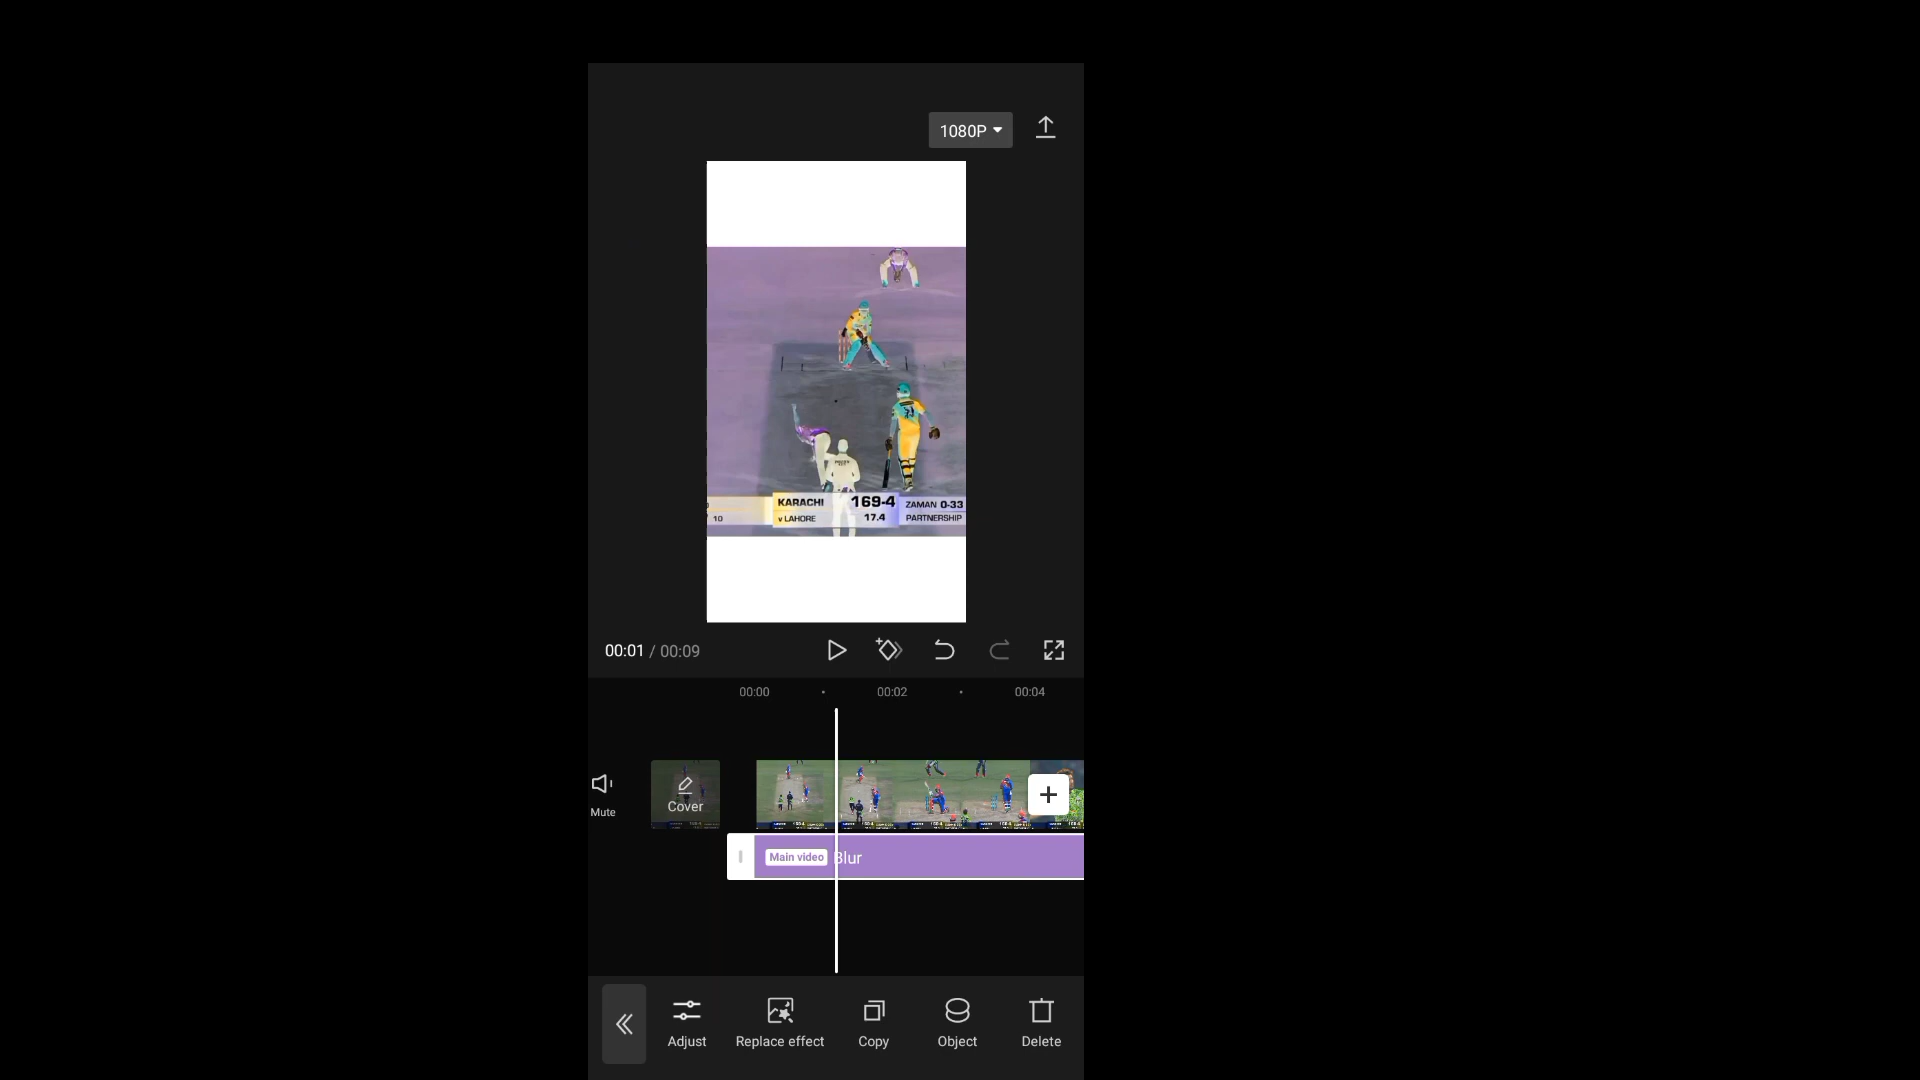 1080P
KARACHI 169-4 ZAMAN 0-33
10 v LAHORE 17.4 PARTNERSHIP
00:01 / 00:09
00:00 00:02 00:04
Mute
Cover
Main video Blur
Adjust Replace effect Copy Object Delete